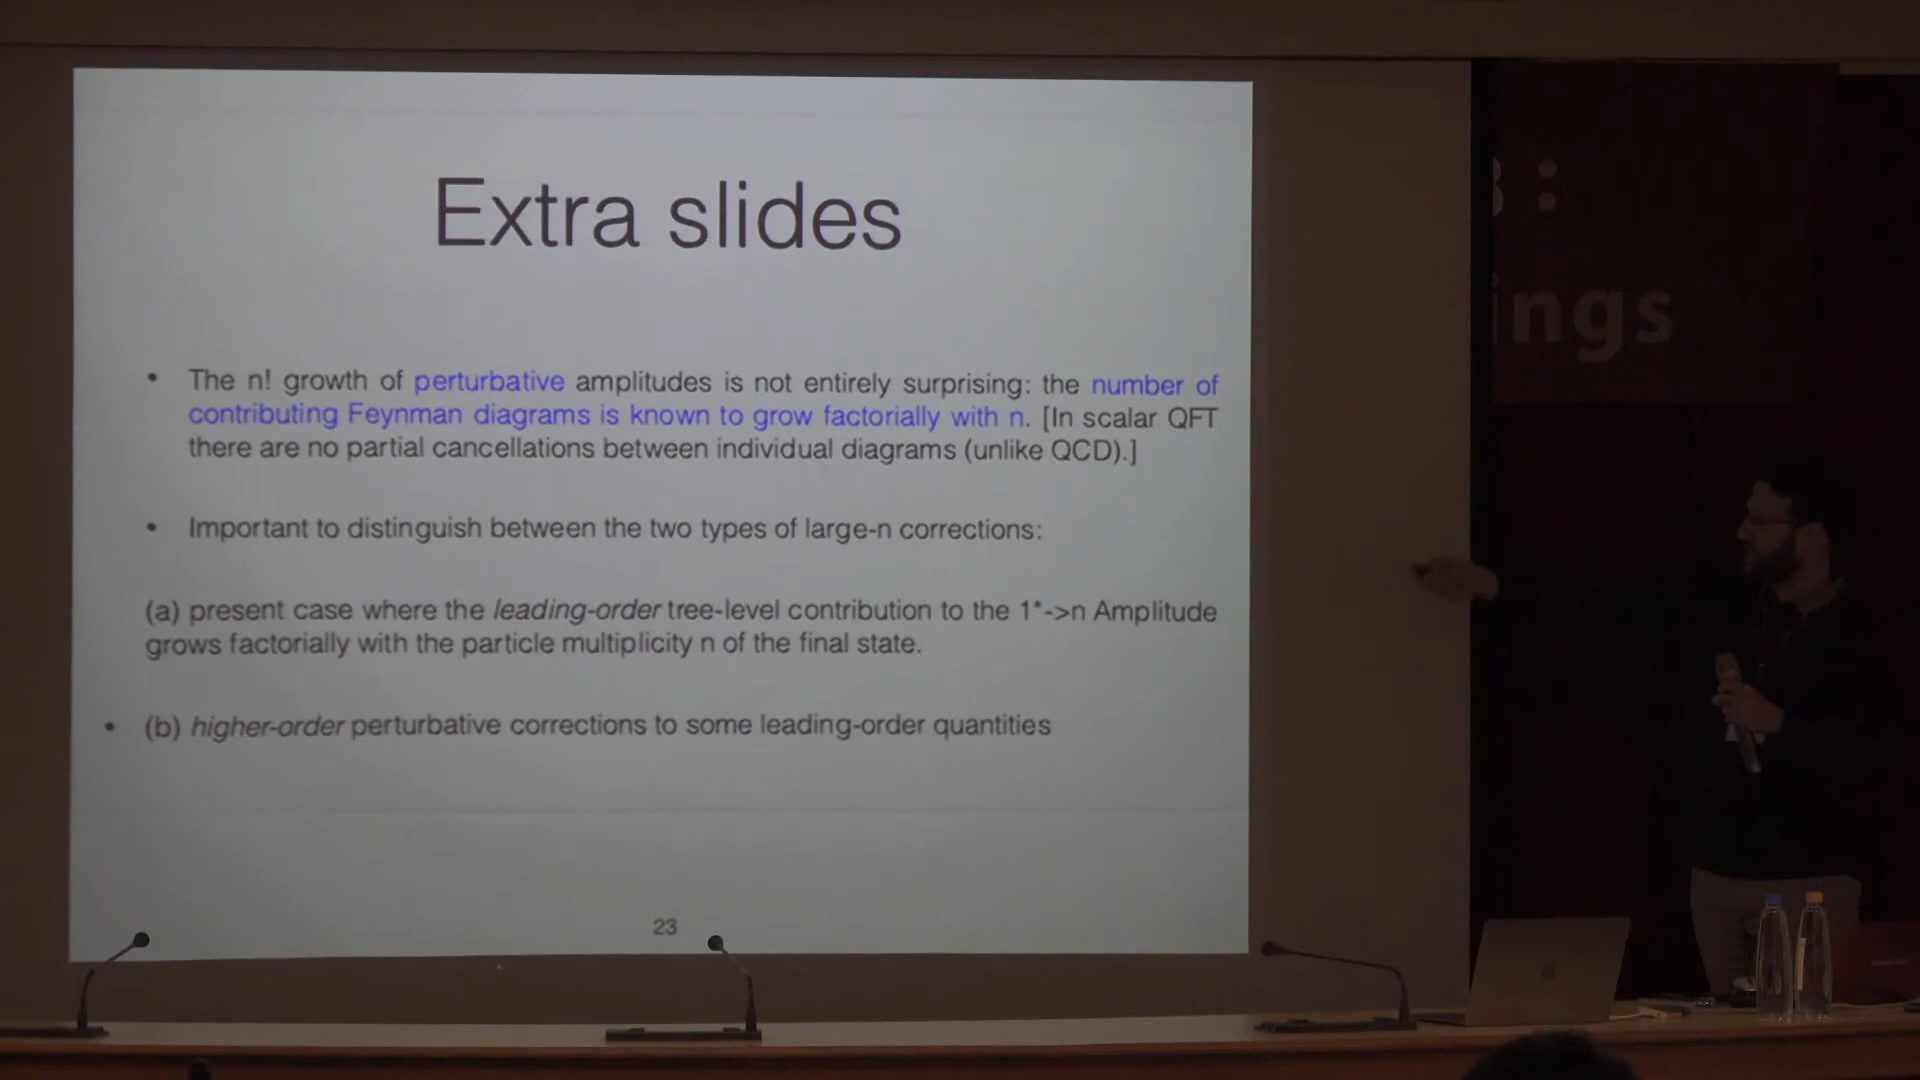 Extra slides
• The n! growth of perturbative amplitudes is not entirely surprising: the number of
contributing Feynman diagrams is known to grow factorially with n. [In scalar QFT
there are no partial cancellations between individual diagrams (unlike QCD).]
• Important to distinguish between the two types of large-n corrections:
(a) present case where the leading-order tree-level contribution to the 1*->n Amplitude
grows factorially with the particle multiplicity n of the final state.
• (b) higher-order perturbative corrections to some leading-order quantities
23
:
ings